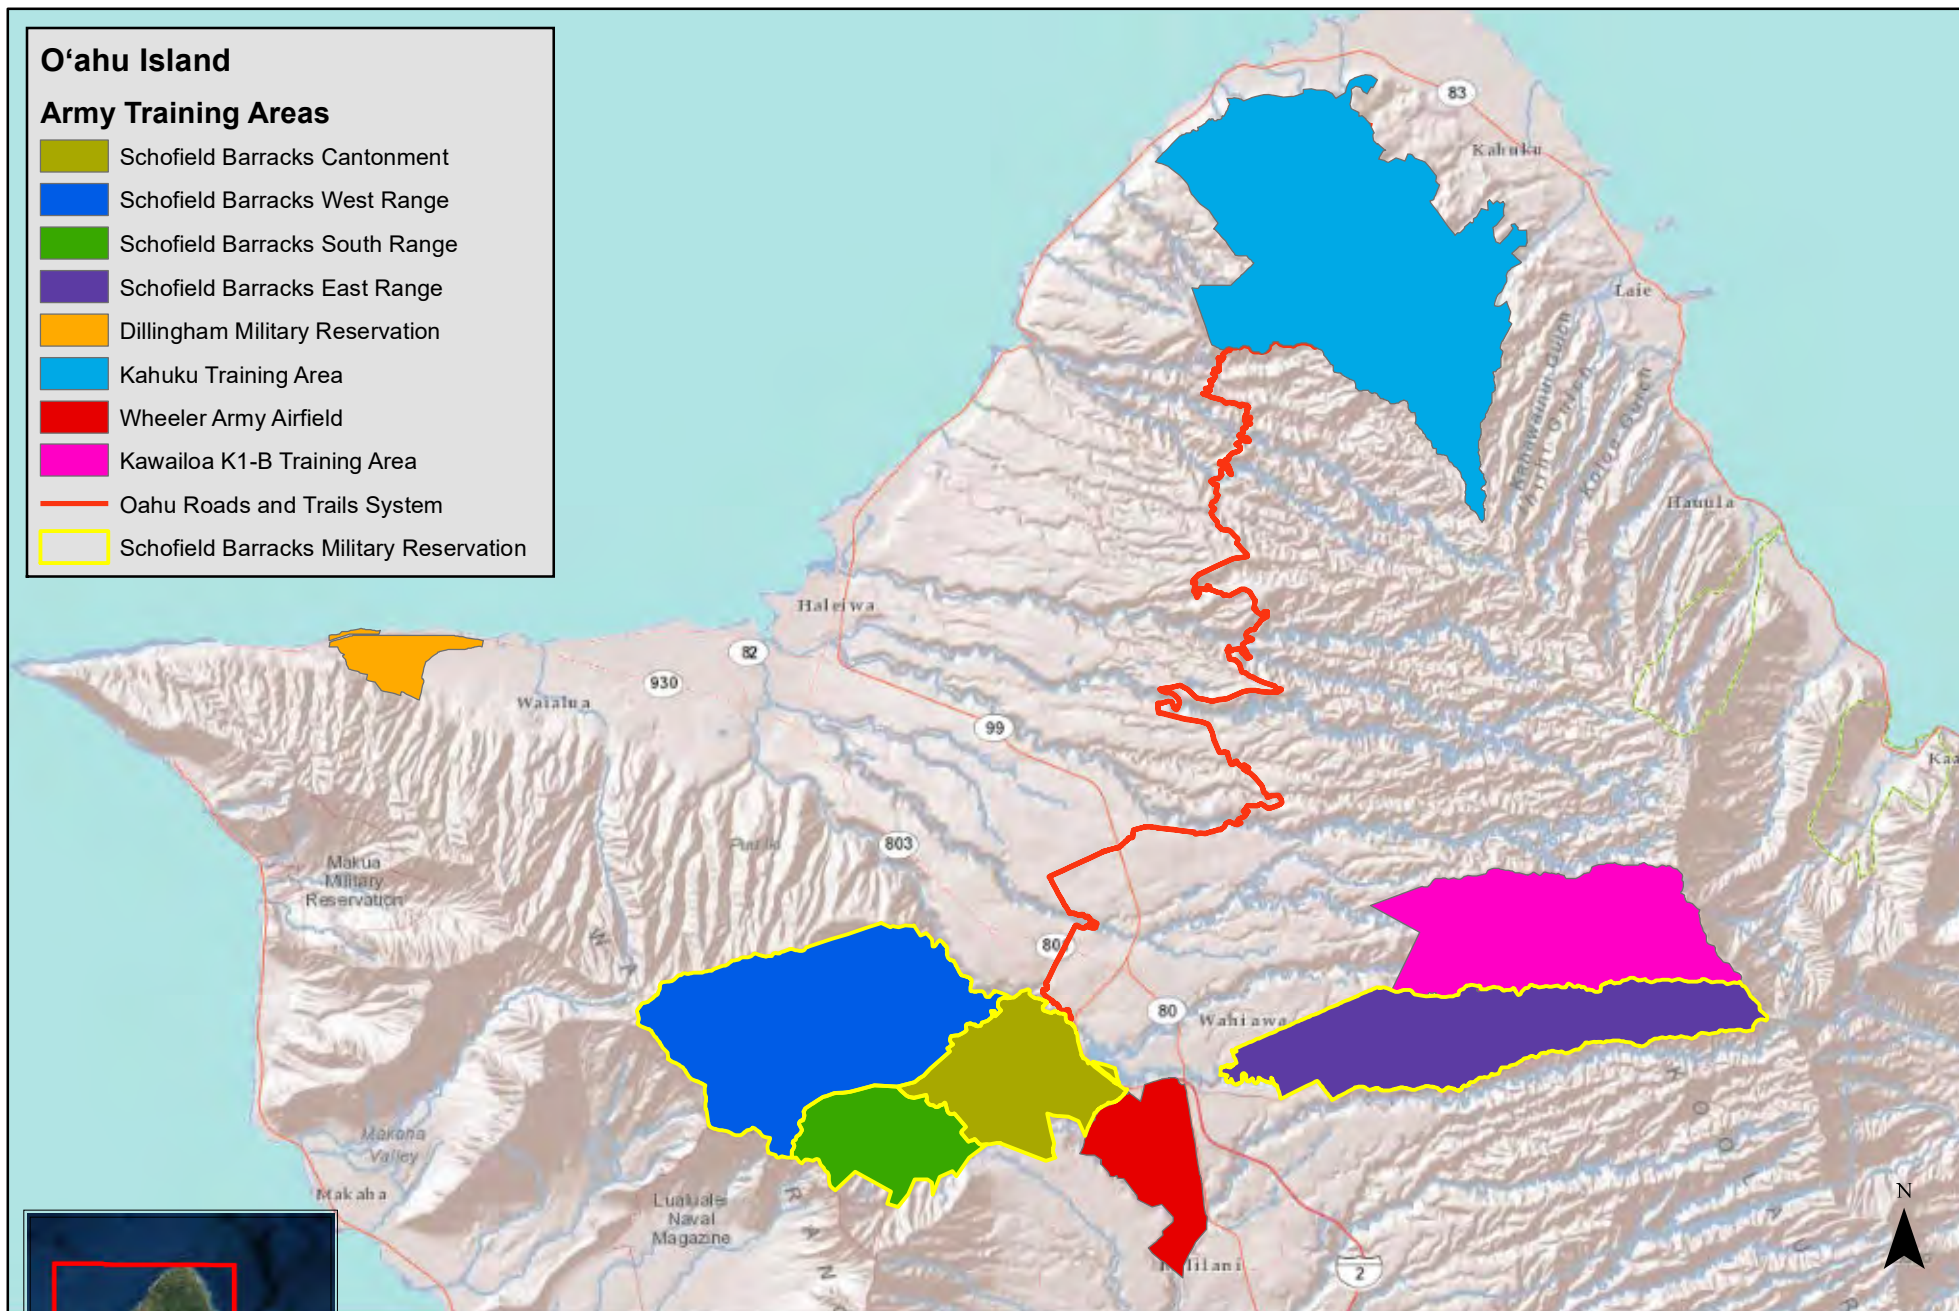 O‘ahu Island
Army Training Areas
Schofield Barracks Cantonment
Schofield Barracks West Range
Schofield Barracks South Range
Schofield Barracks East Range
Dillingham Military Reservation
Kahuku Training Area
Wheeler Army Airfield
Kawailoa K1-B Training Area
Oahu Roads and Trails System
Schofield Barracks Military Reservation
83
Kahuku
Laie
Hauula
Haleiwa
82
930
Waialua
99
803
Makua
Military
Reservation
80
Wahiawa
Makaha
Valley
Makaha
Lualualei
Naval
Magazine
2
N